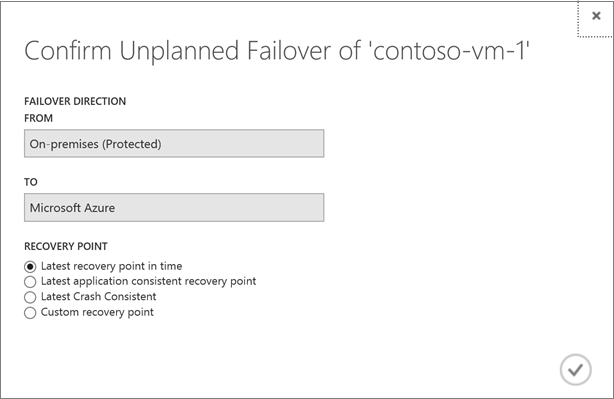 Confirm Unplanned Failover of 'contoso-vm-1'
FAILOVER DIRECTION
FROM
On-premises (Protected)
TO
Microsoft Azure
RECOVERY POINT
Latest recovery point in time
Latest application consistent recovery point
Latest Crash Consistent
Custom recovery point